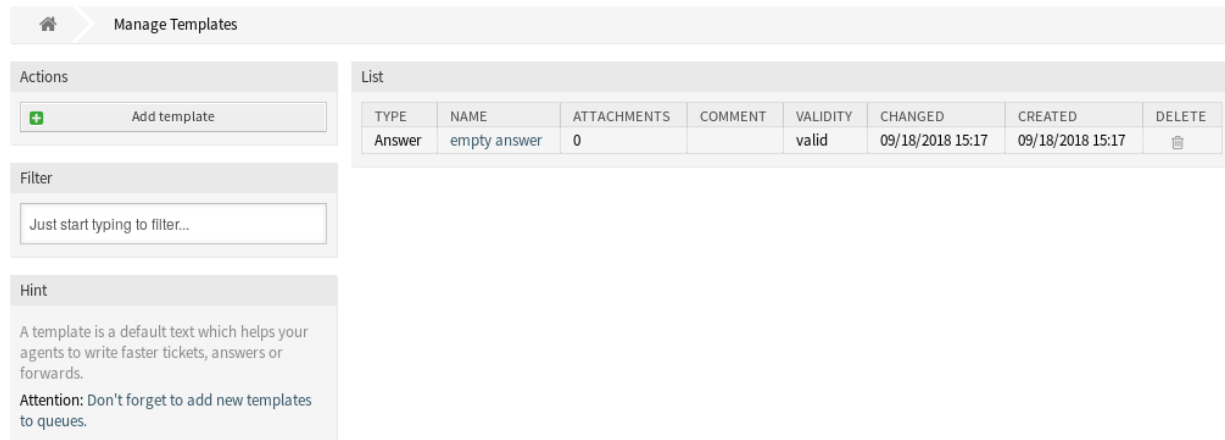 Manage Templates
Actions
Add template
Filter
Just start typing to filter...
Hint
A template is a default text which helps your
agents to write faster tickets, answers or
forwards.
Attention: Don't forget to add new templates
to queues.
List
TYPE NAME ATTACHMENTS COMMENT VALIDITY CHANGED CREATED DELETE
Answer empty answer 0 valid 09/18/2018 15:17 09/18/2018 15:17